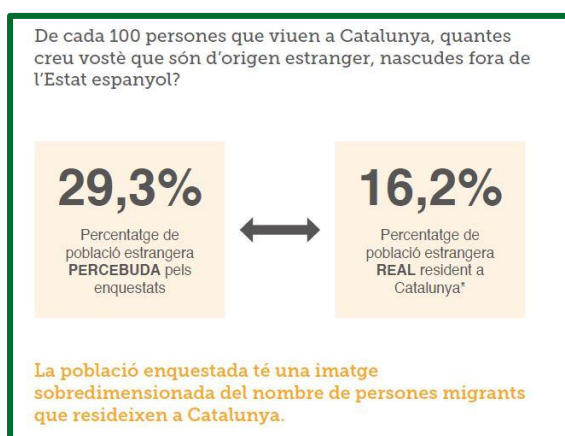 De cada 100 persones que viuen a Catalunya, quantes
creu vostè que són d'origen estranger, nascudes fora de
l'Estat espanyol?
29,3%
Percentatge de
població estrangera
PERCEBUDA pels
enquestats
16,2%
Percentatge de
població estrangera
REAL resident a
Catalunya*
La població enquestada té una imatge
sobredimensionada del nombre de persones migrants
que resideixen a Catalunya.